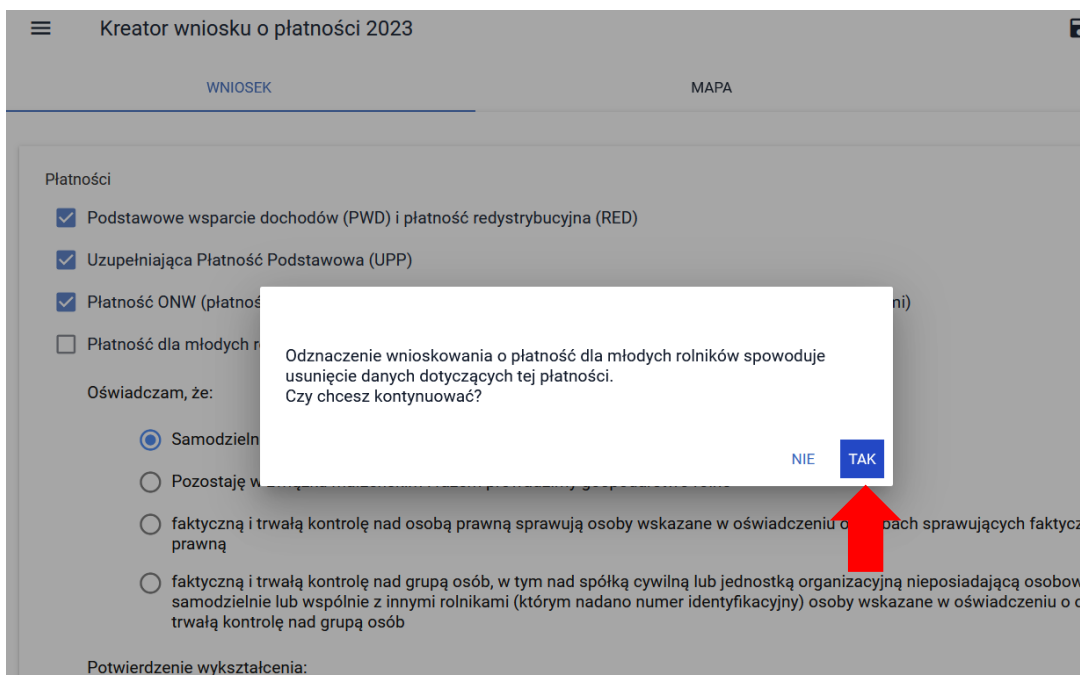 Kreator wniosku o płatności 2023
WNIOSEK
MAPA
Płatności
Podstawowe wsparcie dochodów (PWD) i płatność redystrybucyjna (RED)
Uzupełniająca Płatność Podstawowa (UPP)
Płatność ONW (płatnoś ni)
Płatność dla młodych r
Odznaczenie wnioskowania o płatność dla młodych rolników spowoduje
usunięcie danych dotyczących tej płatności.
Czy chcesz kontynuować?
NIE
TAK
Oświadczam, że:
Samodzieln
Pozostaję w
faktyczną i trwałą kontrolę nad osobą prawną sprawują osoby wskazane w oświadczeniu o bach sprawujących faktycz
prawną
faktyczną i trwałą kontrolę nad grupą osób, w tym nad spółką cywilną lub jednostką organizacyjną nieposiadającą osobow
samodzielnie lub wspólnie z innymi rolnikami (którym nadano numer identyfikacyjny) osoby wskazane w oświadczeniu o
trwałą kontrolę nad grupą osób
Potwierdzenie wykształcenia: